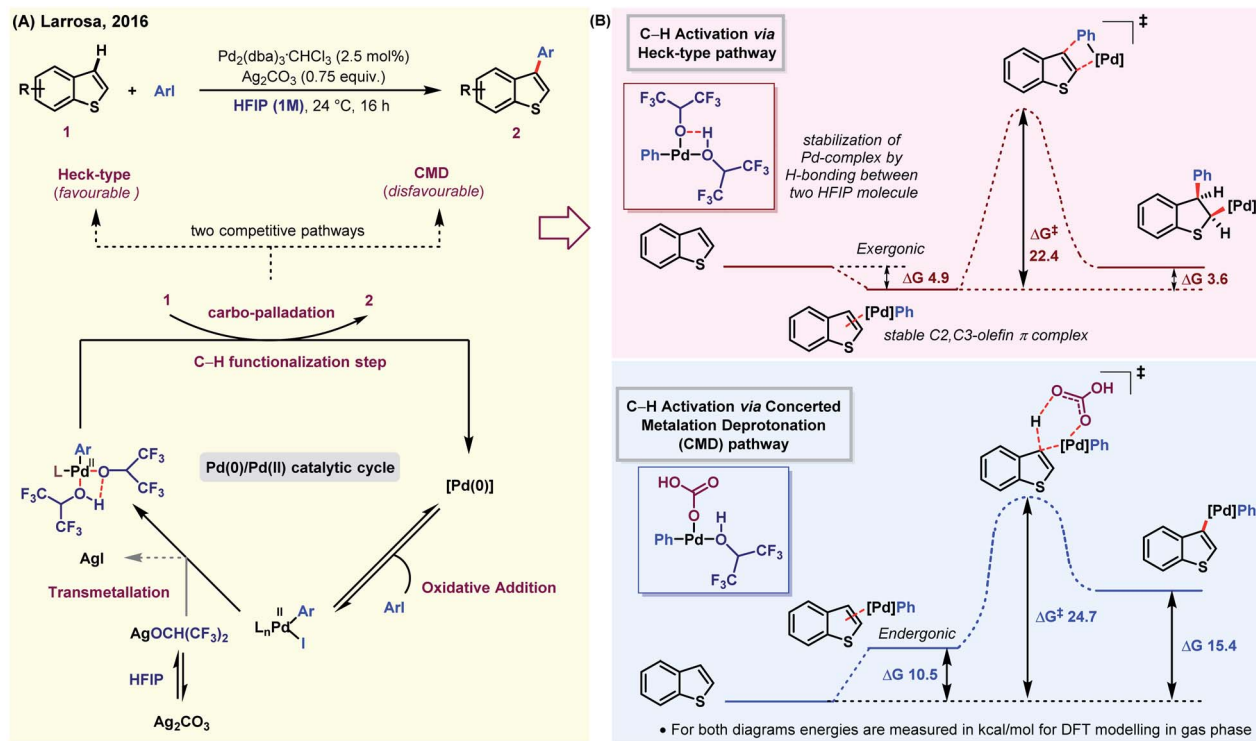 (A) Larrosa, 2016
H
R
S
1
+
ArI
Pd2(dba)3·CHCl3 (2.5 mol%)
Ag2CO3 (0.75 equiv.)
HFIP (1M), 24 °C, 16 h
Ar
R
S
2
Heck-type
(favourable )
CMD
(disfavourable)
two competitive pathways
1
2
carbo-palladation
C–H functionalization step
Ar
II
L–Pd–O
CF3
CF3
F3C
O
H
CF3
Pd(0)/Pd(II) catalytic cycle
[Pd(0)]
AgI
Transmetallation
Oxidative Addition
ArI
II
LnPd
Ar
I
AgOCH(CF3)2
HFIP
Ag2CO3
(B)
C–H Activation via
Heck-type pathway
F3C
CF3
O
H
Ph–Pd–O
CF3
F3C
stabilization of
Pd-complex by
H-bonding between
two HFIP molecule
Ph
[Pd]
S
‡
S
Exergonic
ΔG 4.9
ΔG‡
22.4
Ph
H
[Pd]
S
H
ΔG 3.6
[Pd]Ph
S
stable C2,C3-olefin π complex
C–H Activation via Concerted
Metalation Deprotonation
(CMD) pathway
HO
O
O
H
Ph–Pd–O
CF3
F3C
O
OH
H
O
[Pd]Ph
S
‡
[Pd]Ph
S
[Pd]Ph
S
Endergonic
ΔG 10.5
ΔG‡ 24.7
ΔG 15.4
S
• For both diagrams energies are measured in kcal/mol for DFT modelling in gas phase